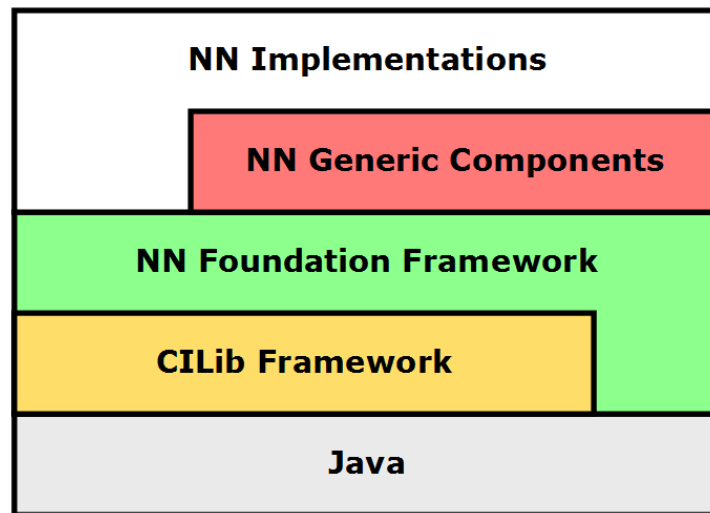 NN Implementations
NN Generic Components
NN Foundation Framework
CILib Framework
Java